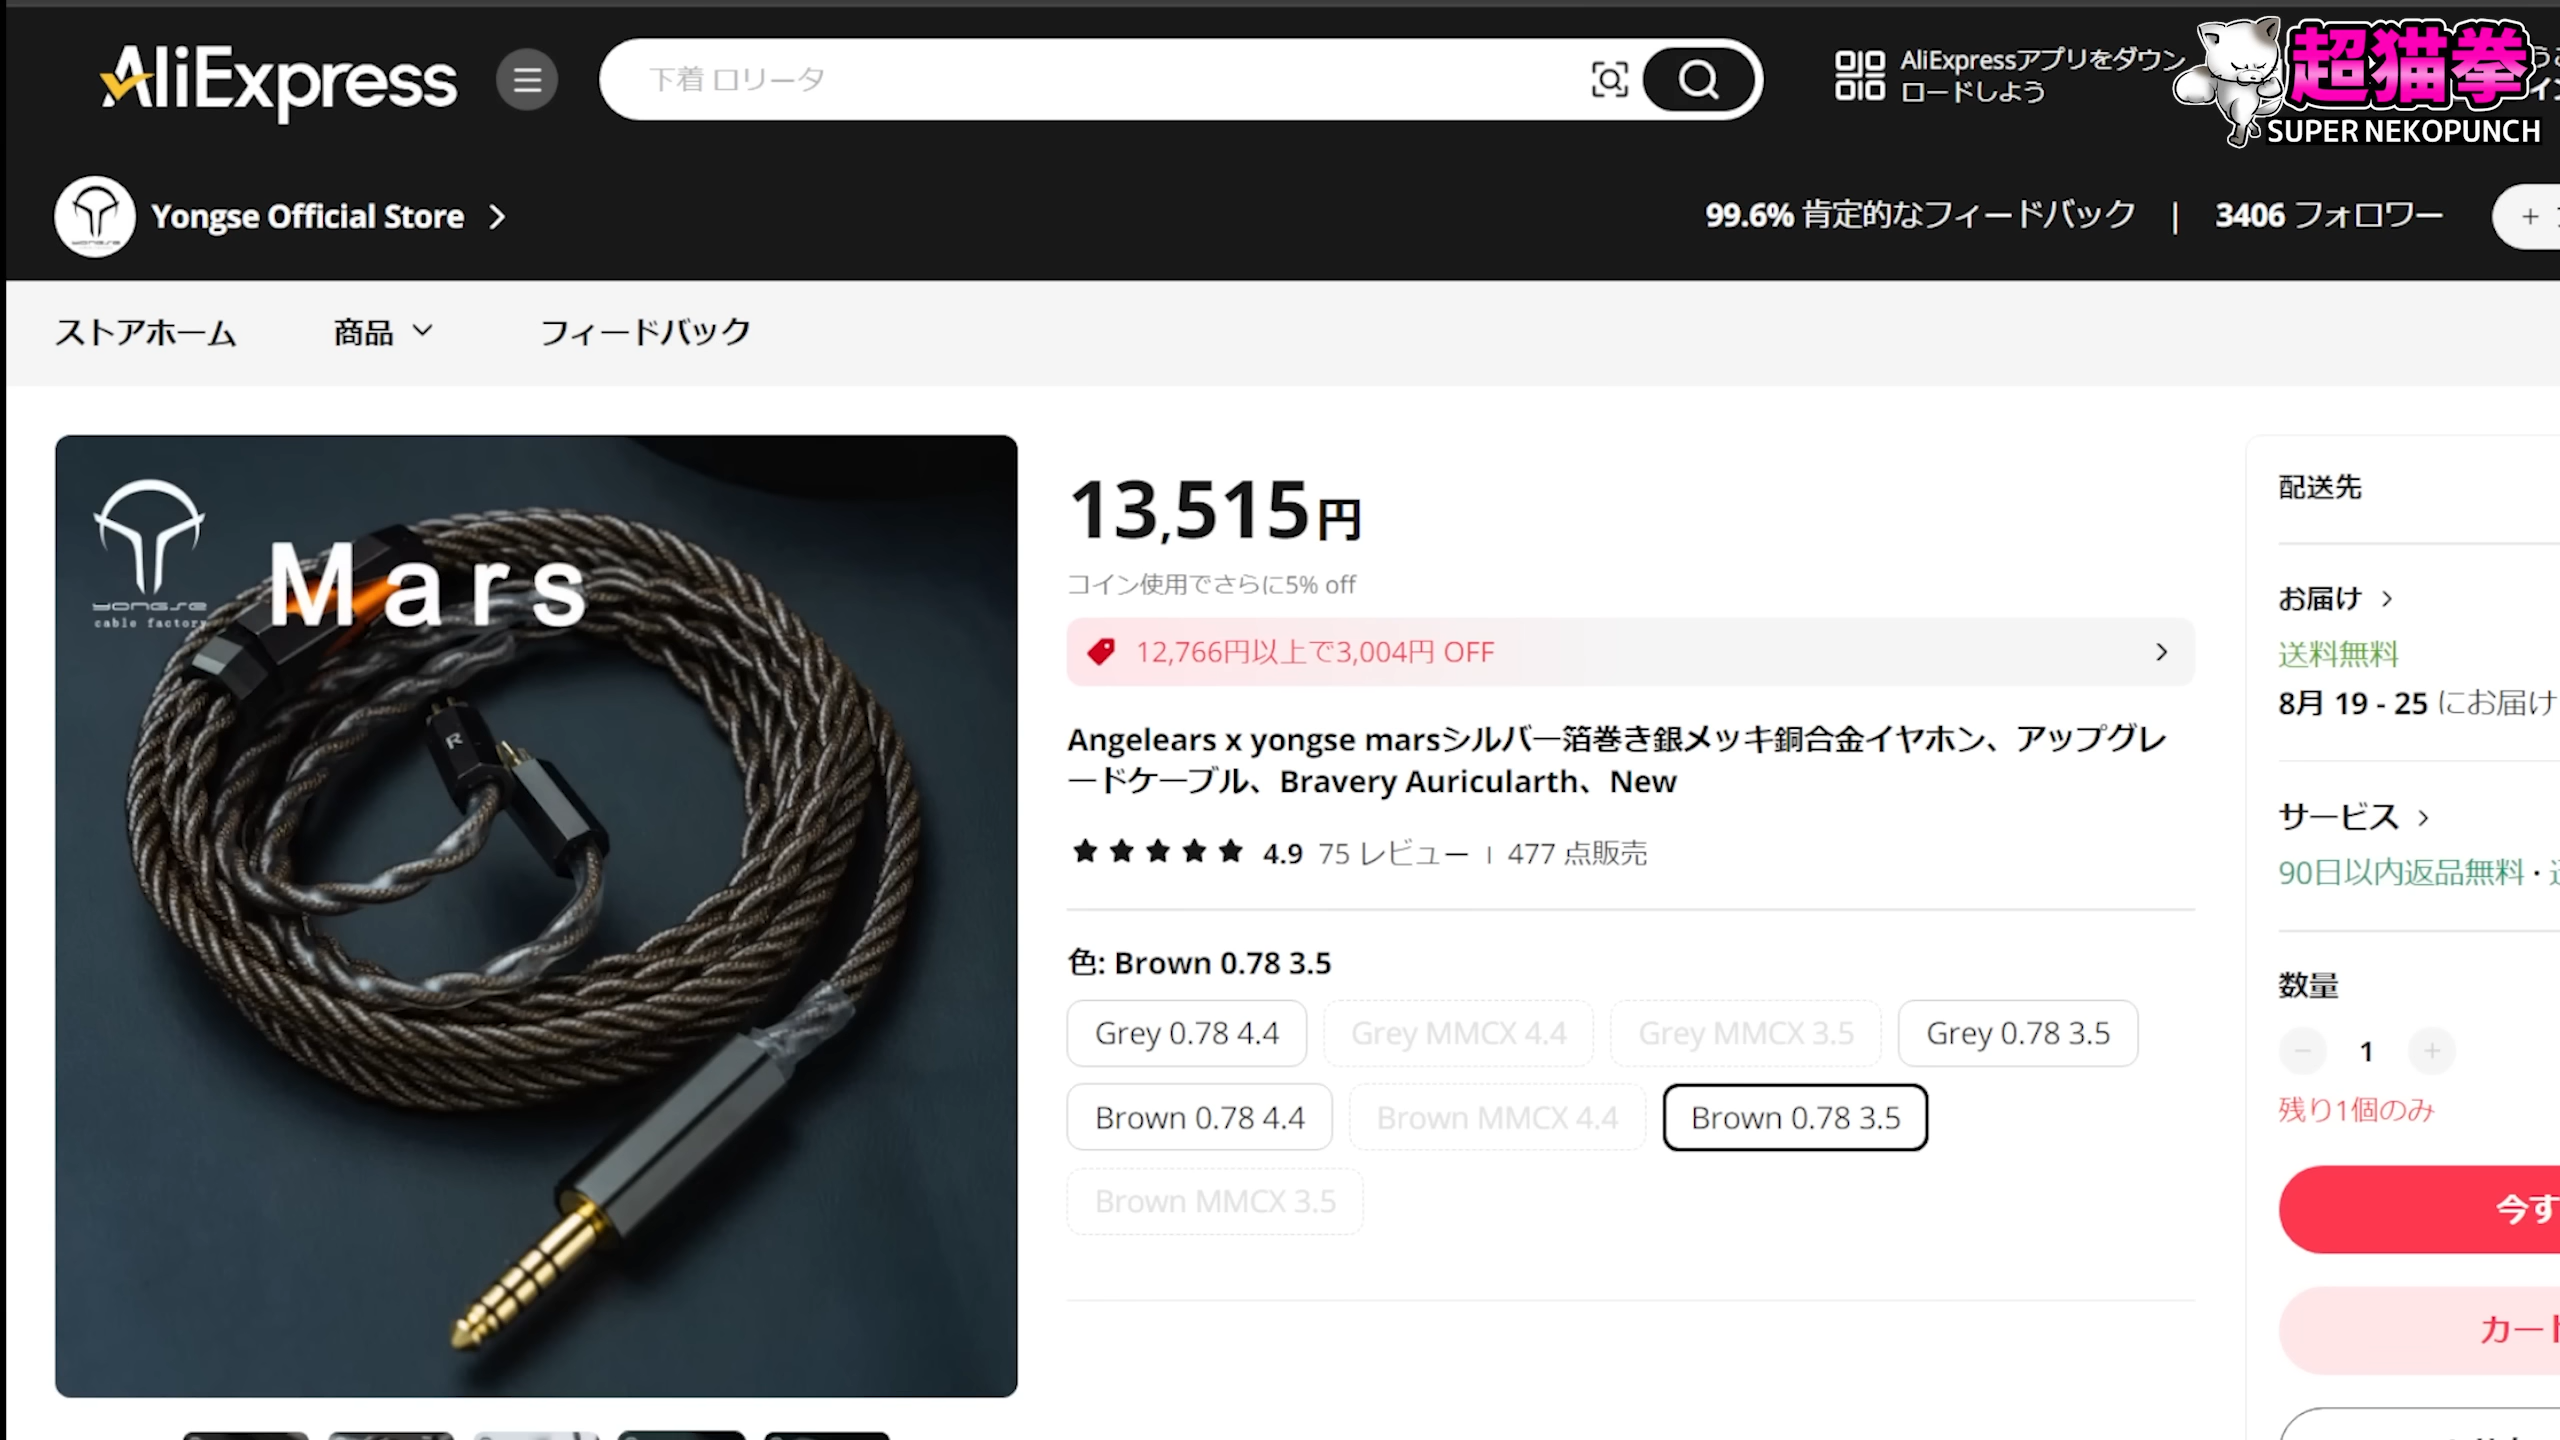 AliExpress
下着 ロリータ
AliExpressアプリをダウン
ロードしよう
超猫拳
SUPER NEKOPUNCH
Yongse Official Store
99.6% 肯定的なフィードバック | 3406 フォロワー
ストアホーム 商品 フィードバック
yongse
cable factory
Mars
R
13,515円
コイン使用でさらに5% off
12,766円以上で3,004円 OFF
Angelears x yongse marsシルバー箔巻き銀メッキ銅合金イヤホン、アップグレ
ードケーブル、Bravery Auricularth、New
4.9 75 レビュー | 477 点販売
色: Brown 0.78 3.5
Grey 0.78 4.4 Grey MMCX 4.4 Grey MMCX 3.5 Grey 0.78 3.5
Brown 0.78 4.4 Brown MMCX 4.4 Brown 0.78 3.5
Brown MMCX 3.5
配送先
お届け
送料無料
8月 19 - 25 にお届け
サービス
90日以内返品無料・
数量
1
残り1個のみ
今す
カート